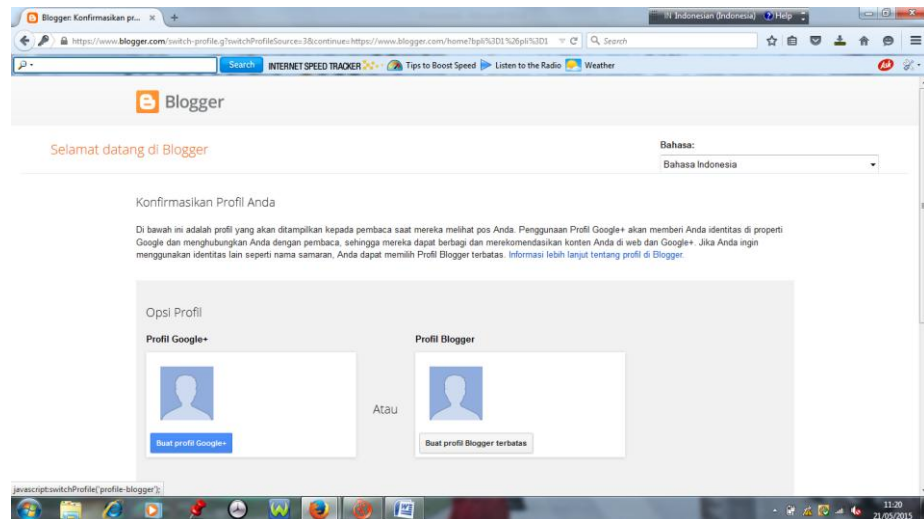 Blogger: Konfirmasikan pr...
IN Indonesian (Indonesia) Help
https://www.blogger.com/switch-profile.g?switchProfileSource=3&continue=https://www.blogger.com/home?bpli%3D1%26pli%3D1
Search
Search INTERNET SPEED TRACKER Tips to Boost Speed Listen to the Radio Weather Ask
Blogger
Selamat datang di Blogger
Bahasa:
Bahasa Indonesia
Konfirmasikan Profil Anda
Di bawah ini adalah profil yang akan ditampilkan kepada pembaca saat mereka melihat pos Anda. Penggunaan Profil Google+ akan memberi Anda identitas di properti
Google dan menghubungkan Anda dengan pembaca, sehingga mereka dapat berbagi dan merekomendasikan konten Anda di web dan Google+. Jika Anda ingin
menggunakan identitas lain seperti nama samaran, Anda dapat memilih Profil Blogger terbatas. Informasi lebih lanjut tentang profil di Blogger.
Opsi Profil
Profil Google+
Profil Blogger
Atau
Buat profil Google+
Buat profil Blogger terbatas
javascript:switchProfile('profile-blogger');
11:20
21/05/2015